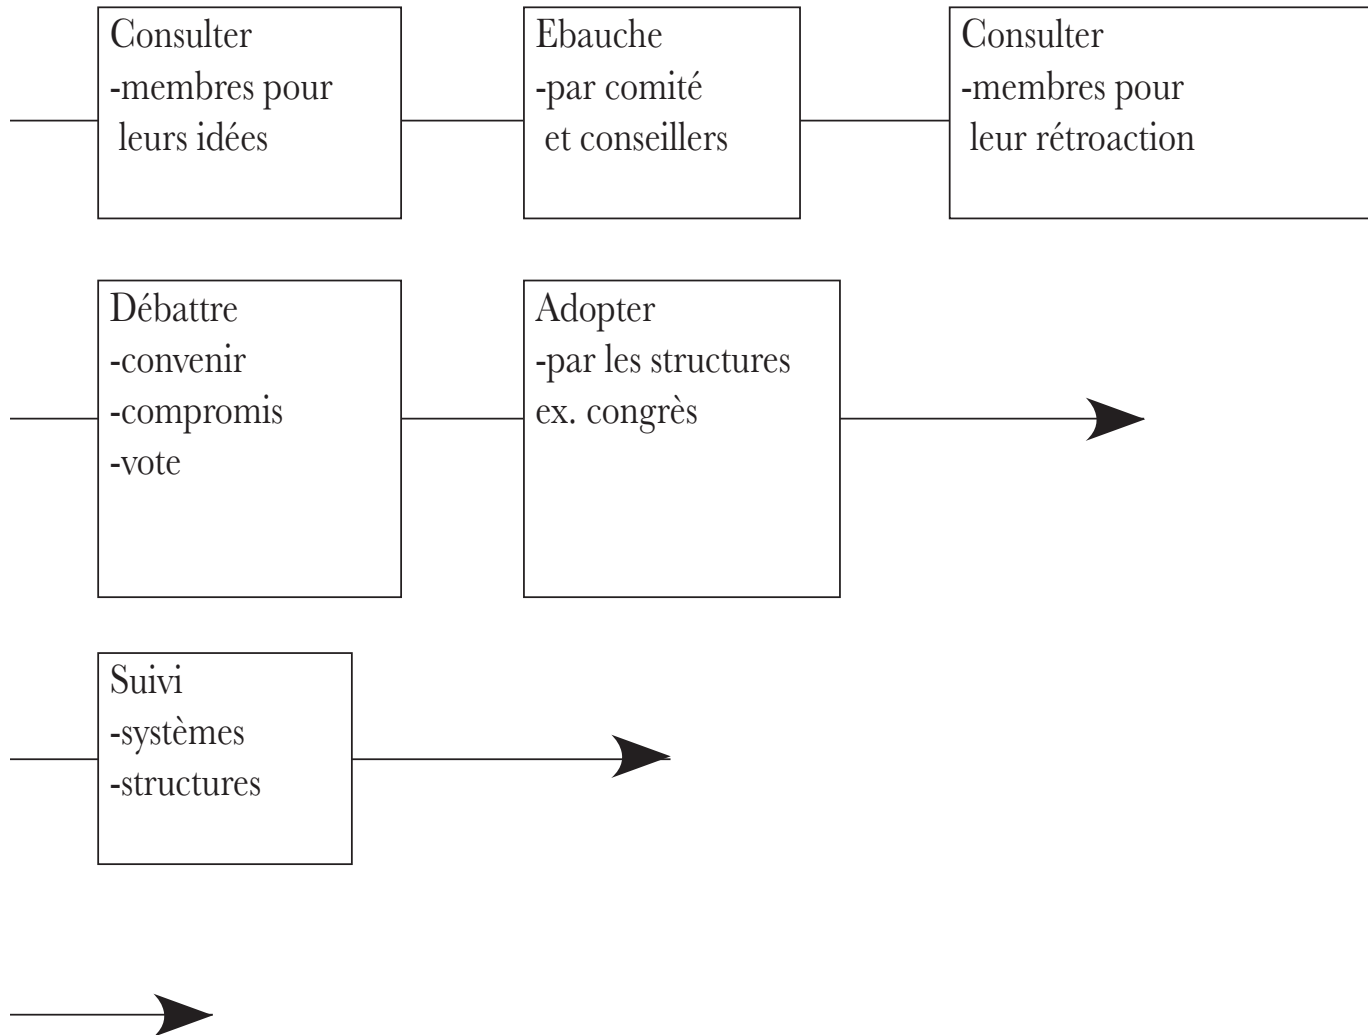 Consulter
-membres pour
leurs idées
Ebauche
-par comité
et conseillers
Consulter
-membres pour
leur rétroaction
Débattre
-convenir
-compromis
-vote
Adopter
-par les structures
ex. congrès
Suivi
-systèmes
-structures